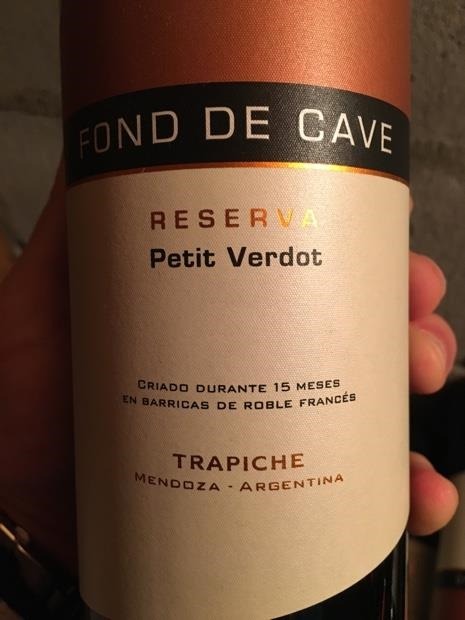 FOND DE CAVE
RESERVA
Petit Verdot
CRIADO DURANTE 15 MESES
EN BARRICAS DE ROBLE FRANCÉS
TRAPICHE
MENDOZA - ARGENTINA